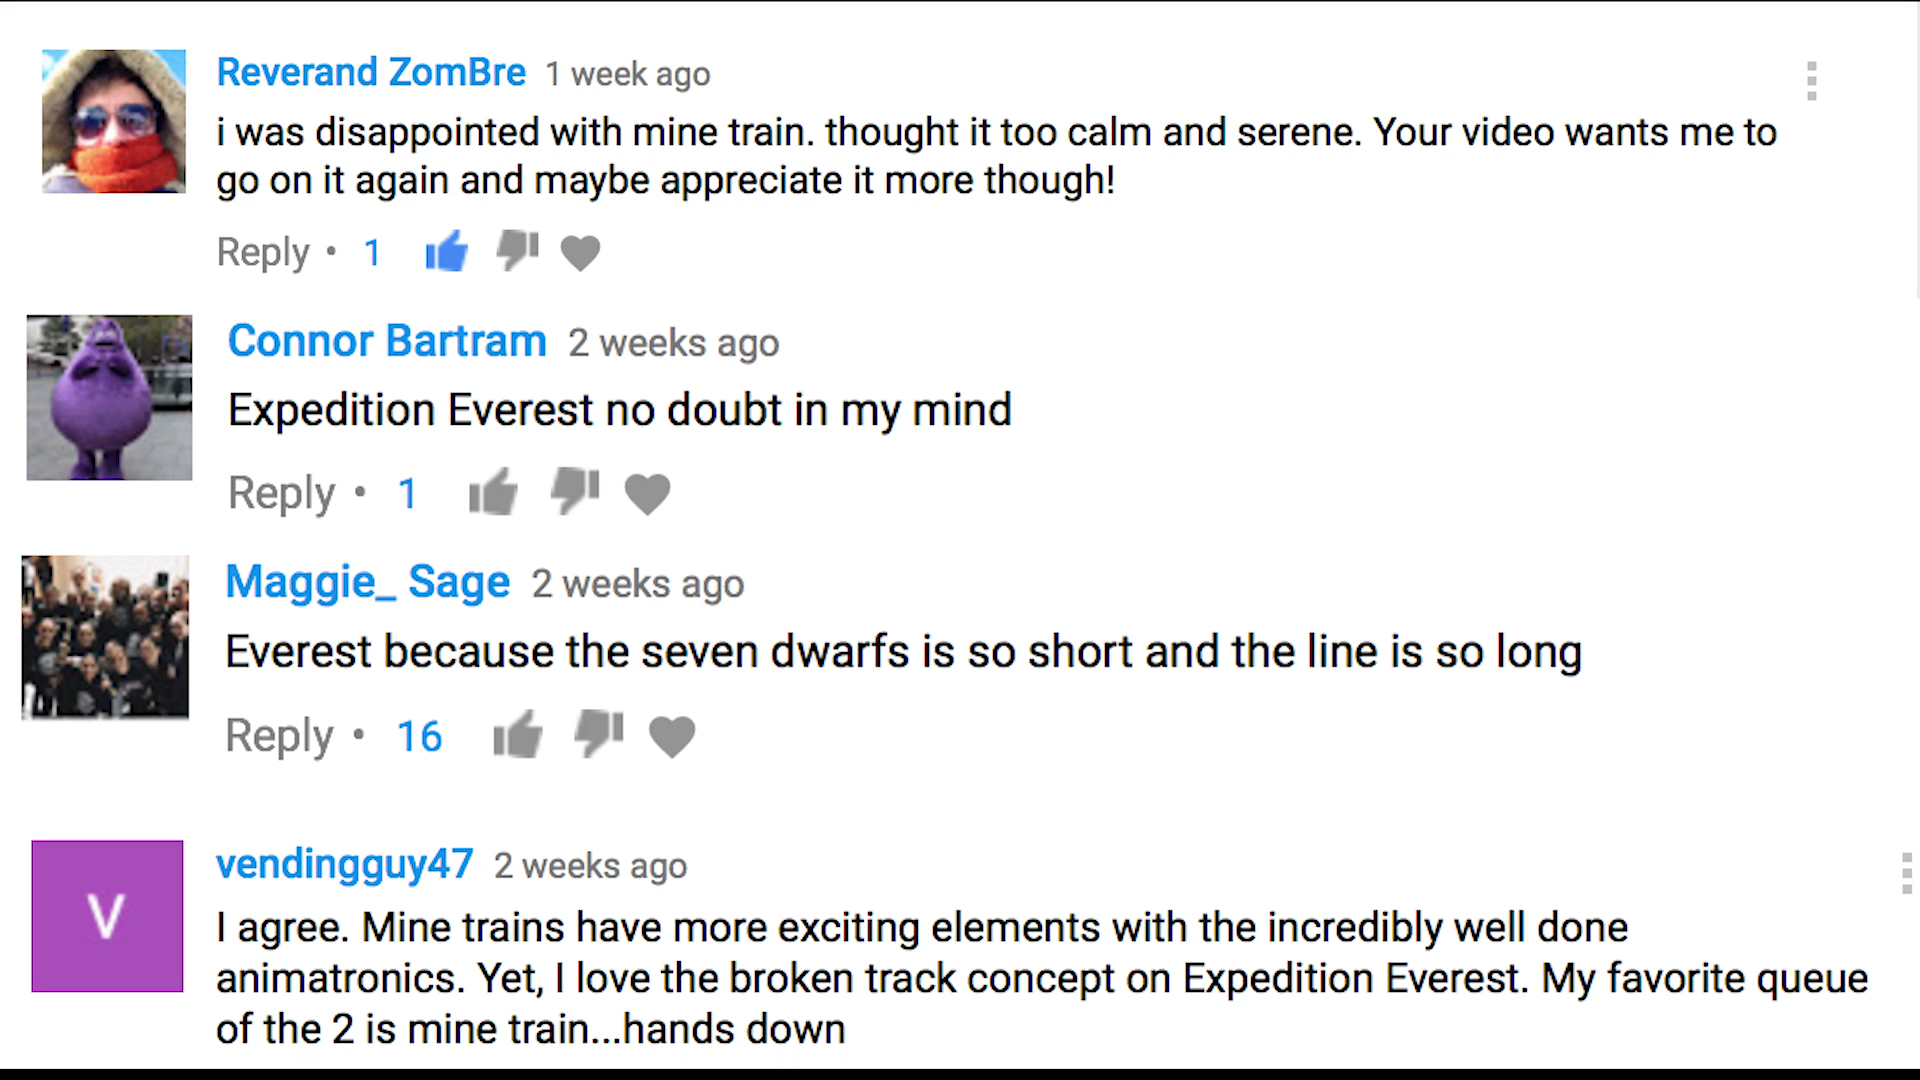 Reverand ZomBre 1 week ago
i was disappointed with mine train. thought it too calm and serene. Your video wants me to
go on it again and maybe appreciate it more though!
Reply • 1
Connor Bartram 2 weeks ago
Expedition Everest no doubt in my mind
Reply • 1
Maggie_ Sage 2 weeks ago
Everest because the seven dwarfs is so short and the line is so long
Reply • 16
V
vendingguy47 2 weeks ago
I agree. Mine trains have more exciting elements with the incredibly well done
animatronics. Yet, I love the broken track concept on Expedition Everest. My favorite queue
of the 2 is mine train...hands down